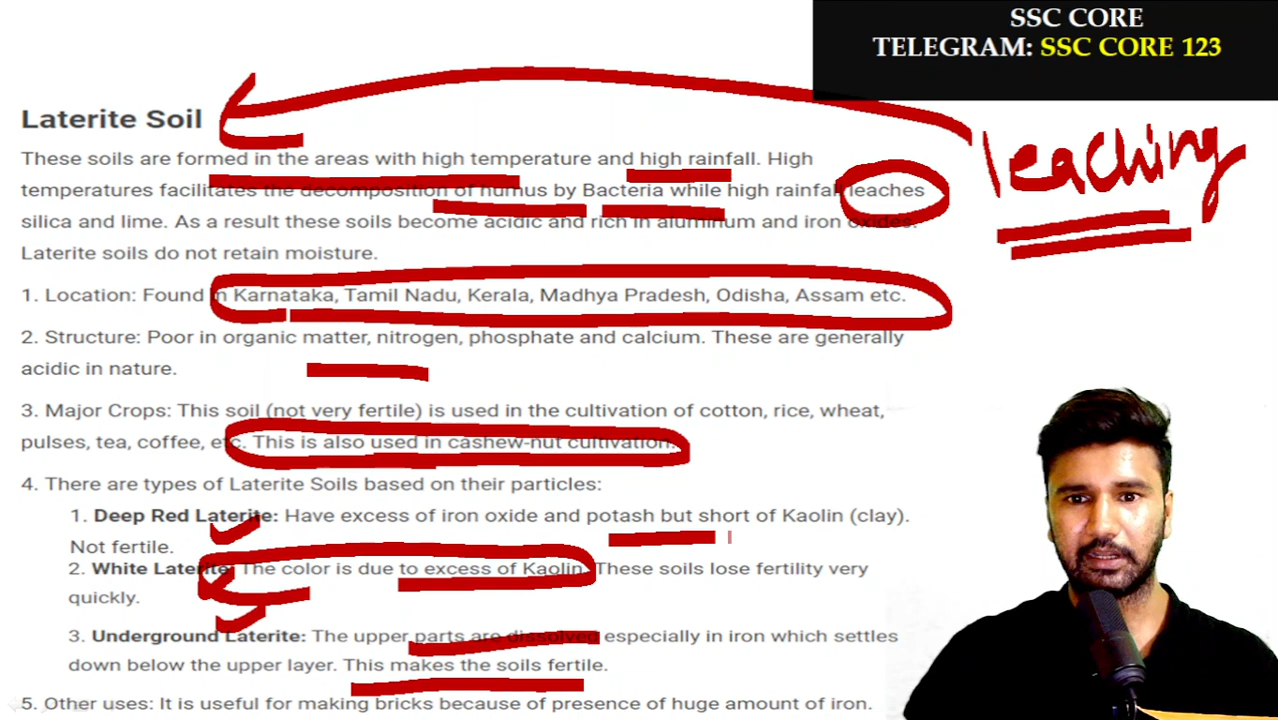 SSC CORE
TELEGRAM: SSC CORE 123
Laterite Soil
leaching
These soils are formed in the areas with high temperature and high rainfall. High
temperatures facilitates the decomposition of humus by Bacteria while high rainfall leaches
silica and lime. As a result these soils become acidic and rich in aluminum and iron oxides.
Laterite soils do not retain moisture.
1. Location: Found in Karnataka, Tamil Nadu, Kerala, Madhya Pradesh, Odisha, Assam etc.
2. Structure: Poor in organic matter, nitrogen, phosphate and calcium. These are generally
acidic in nature.
3. Major Crops: This soil (not very fertile) is used in the cultivation of cotton, rice, wheat,
pulses, tea, coffee, etc. This is also used in cashew-nut cultivation.
4. There are types of Laterite Soils based on their particles:
1. Deep Red Laterite: Have excess of iron oxide and potash but short of Kaolin (clay).
Not fertile.
2. White Laterite: The color is due to excess of Kaolin. These soils lose fertility very
quickly.
3. Underground Laterite: The upper parts are dissolved especially in iron which settles
down below the upper layer. This makes the soils fertile.
5. Other uses: It is useful for making bricks because of presence of huge amount of iron.